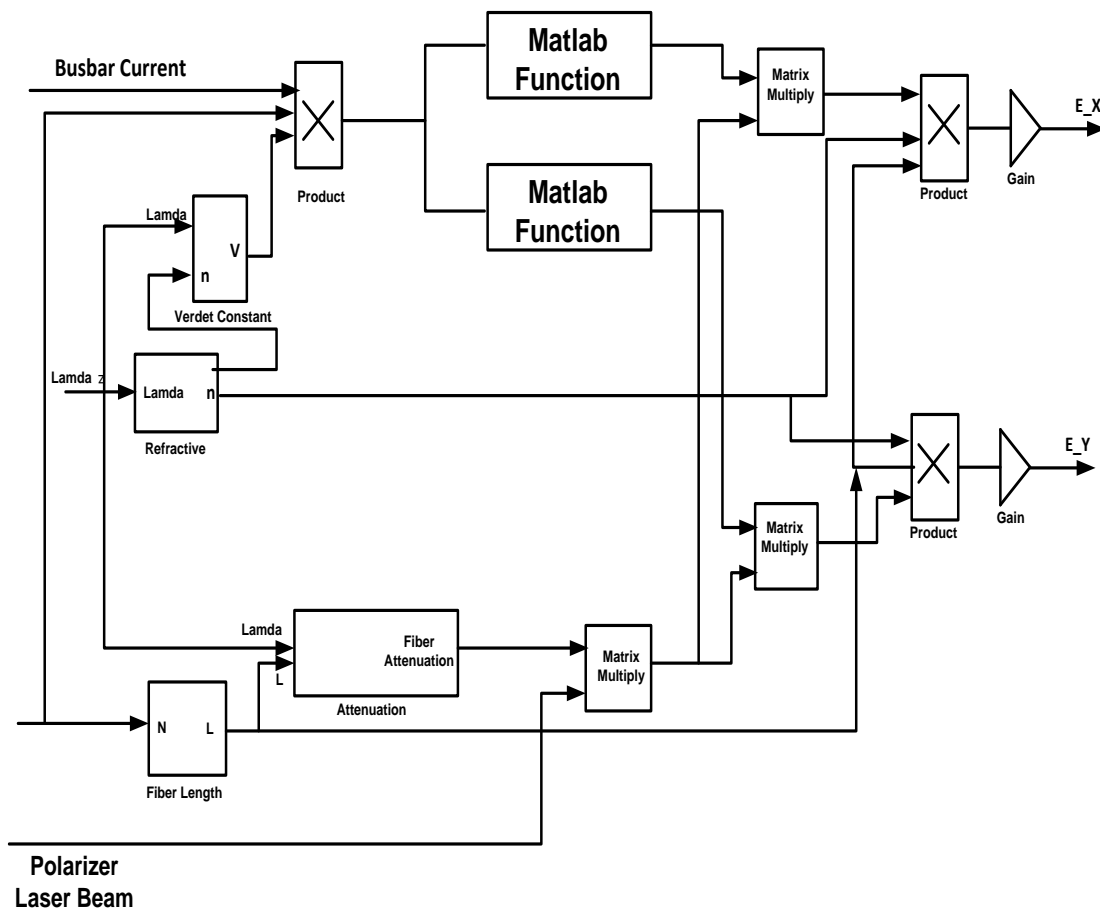 Matlab
Function
Busbar Current
Matrix
Multiply
E_X
Product
Gain
Product
Matlab
Function
Lamda
V
n
Verdet Constant
Lamda z
Lamda
n
Refractive
E_Y
Product
Gain
Matrix
Multiply
Lamda
Fiber
Attenuation
L
Attenuation
Matrix
Multiply
N
L
Fiber Length
Polarizer
Laser Beam